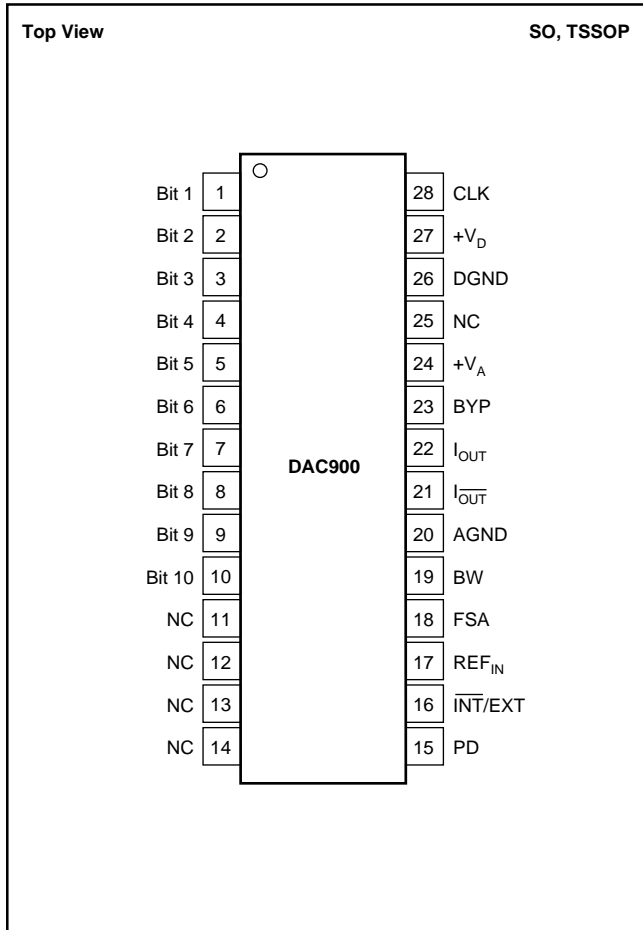 Top View SO, TSSOP
Bit 1 1 28 CLK
Bit 2 2 27 +V_D
Bit 3 3 26 DGND
Bit 4 4 25 NC
Bit 5 5 24 +V_A
Bit 6 6 23 BYP
Bit 7 7 22 I_OUT
DAC900
Bit 8 8 21 I_O̅U̅T̅
Bit 9 9 20 AGND
Bit 10 10 19 BW
NC 11 18 FSA
NC 12 17 REF_IN
NC 13 16 I̅N̅T̅/EXT
NC 14 15 PD